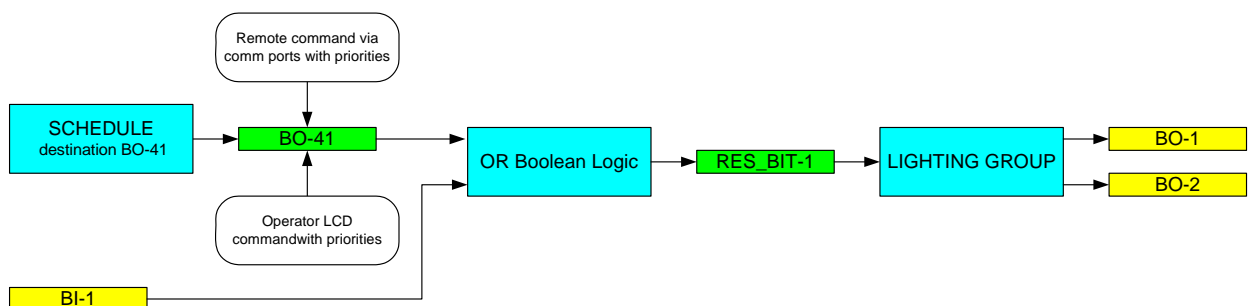 Remote command via
comm ports with priorities
SCHEDULE
destination BO-41
BO-41
OR Boolean Logic
RES_BIT-1
LIGHTING GROUP
BO-1
BO-2
Operator LCD
commandwith priorities
BI-1